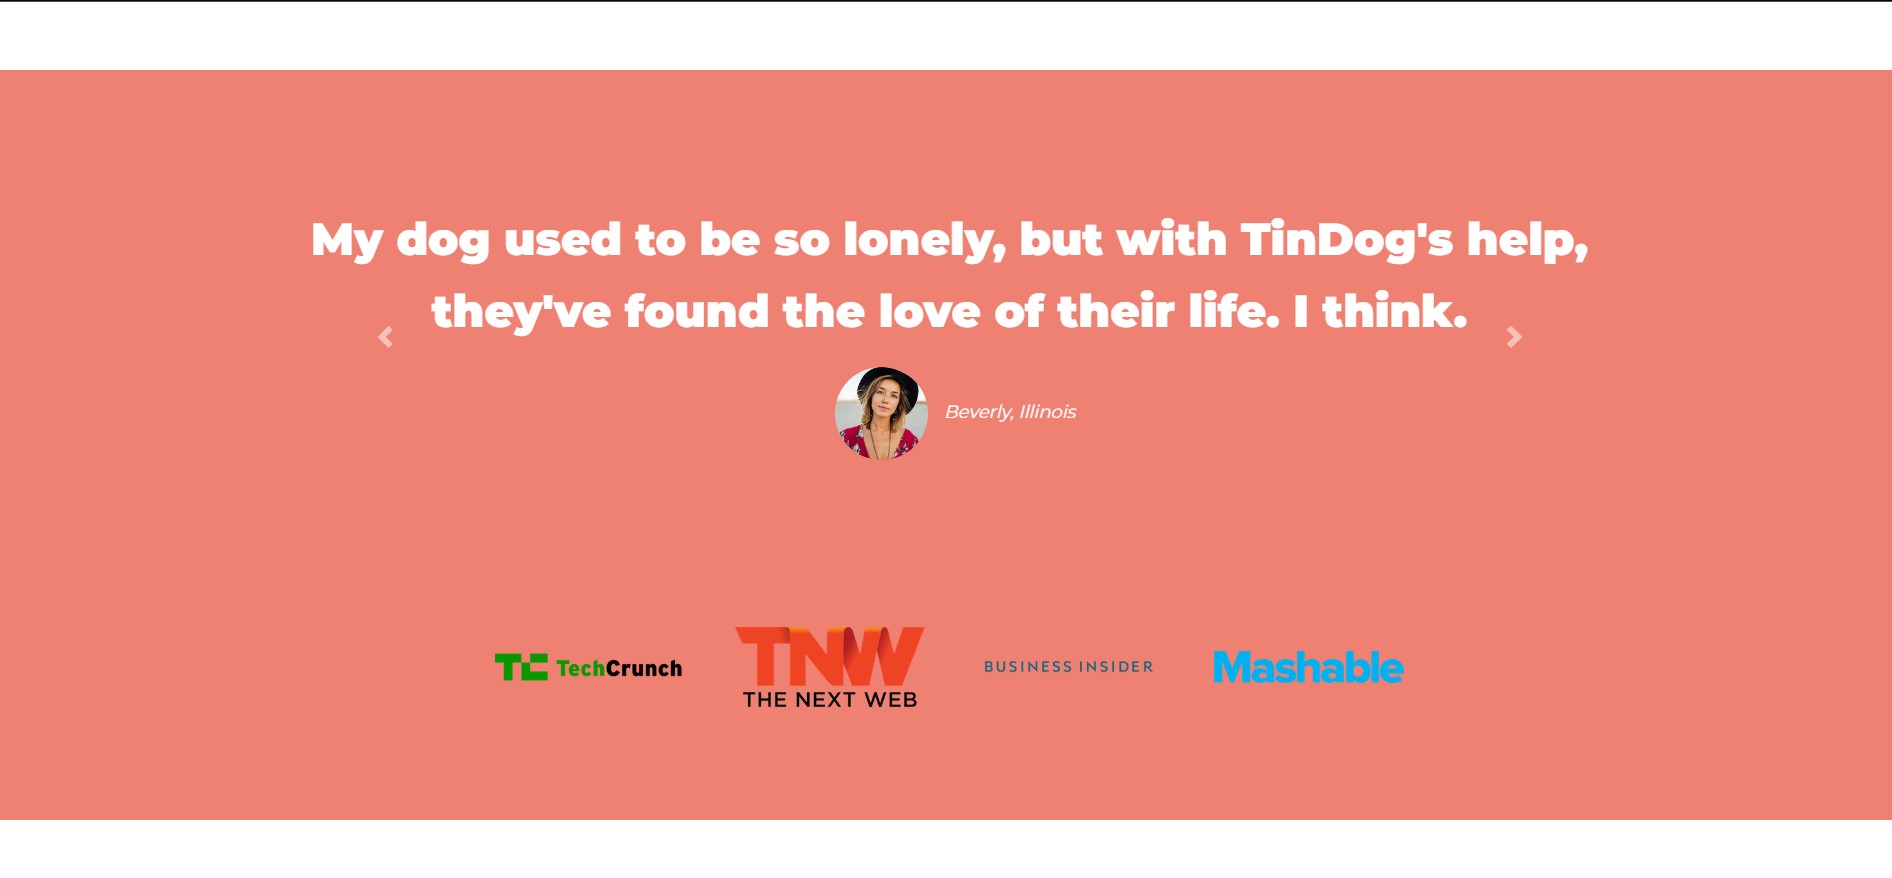 My dog used to be so lonely, but with TinDog's help,
they've found the love of their life. I think.
Beverly, Illinois
TC TechCrunch
TNW
THE NEXT WEB
BUSINESS INSIDER
Mashable